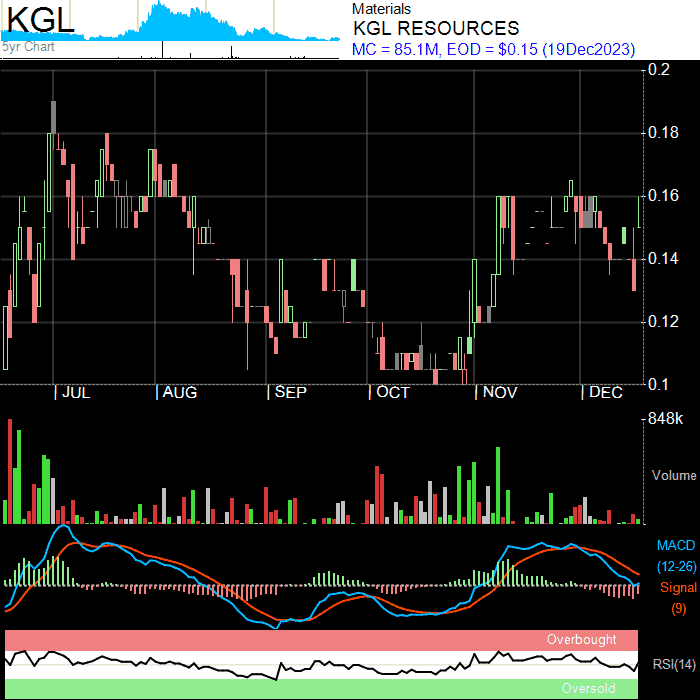 KGL
5yr Chart
Materials
KGL RESOURCES
MC = 85.1M, EOD = $0.15 (19Dec2023)
0.2
0.18
0.16
0.14
0.12
0.1
JUL AUG SEP OCT NOV DEC
848k
Volume
MACD
(12-26)
Signal
(9)
Overbought
RSI(14)
Oversold